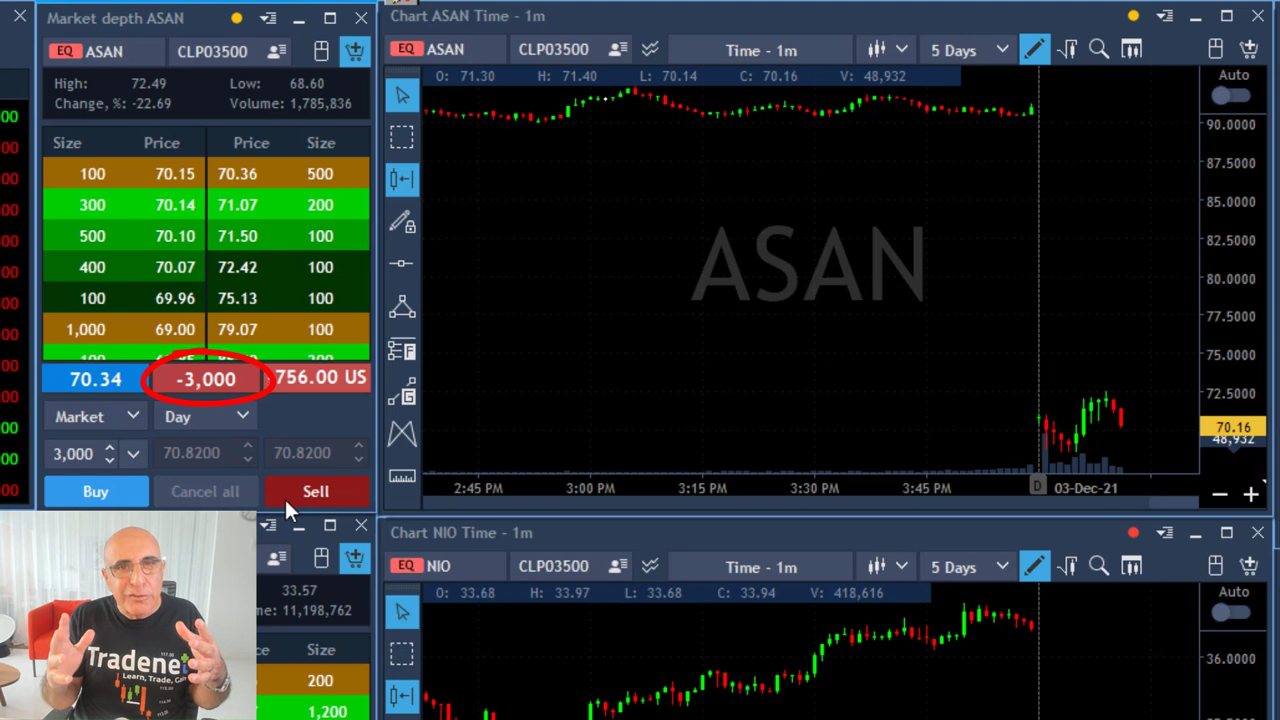 Market depth ASAN
EQ ASAN CLP03500
High: 72.49 Low: 68.60
Change, %: -22.69 Volume: 1,785,836
Size Price Price Size
100 70.15 70.36 500
300 70.14 71.07 200
500 70.10 71.50 100
400 70.07 72.42 100
100 69.96 75.13 100
1,000 69.00 79.07 100
70.34 -3,000 756.00 US
Market Day
3,000 70.8200 70.8200
Buy Cancel all Sell
Chart ASAN Time - 1m
EQ ASAN CLP03500 Time - 1m 5 Days
O: 71.30 H: 71.40 L: 70.14 C: 70.16 V: 48,932
Auto
90.0000
87.5000
85.0000
82.5000
80.0000
77.5000
75.0000
72.5000
70.16
48,932
ASAN
F
G
2:45 PM 3:00 PM 3:15 PM 3:30 PM 3:45 PM D 03-Dec-21
33.57
me: 11,198,762
ce Size
200
1,200
Chart NIO Time - 1m
EQ NIO CLP03500 Time - 1m 5 Days
O: 33.68 H: 33.97 L: 33.68 C: 33.94 V: 418,616
Auto
36.0000
Tradenet
Learn, Trade, Ga